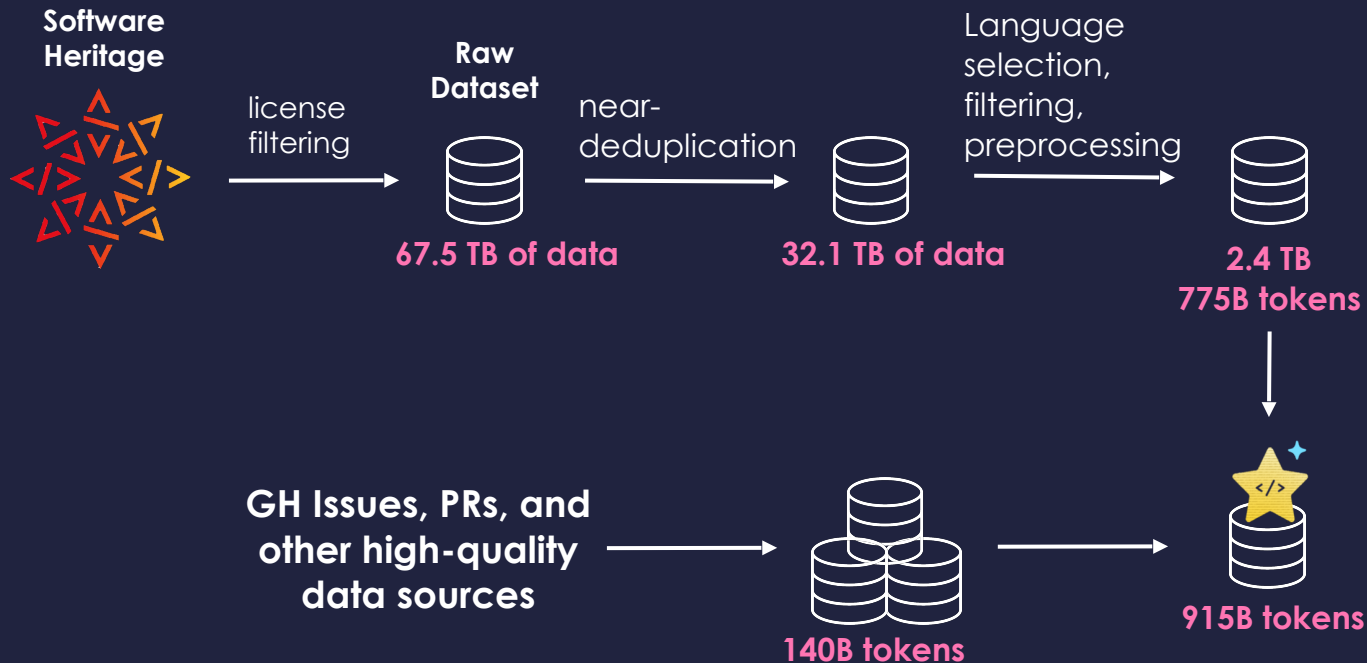 Software
Heritage
license
filtering
Raw
Dataset
67.5 TB of data
near-
deduplication
32.1 TB of data
Language
selection,
filtering,
preprocessing
2.4 TB
775B tokens
GH Issues, PRs, and
other high-quality
data sources
140B tokens
</>
915B tokens